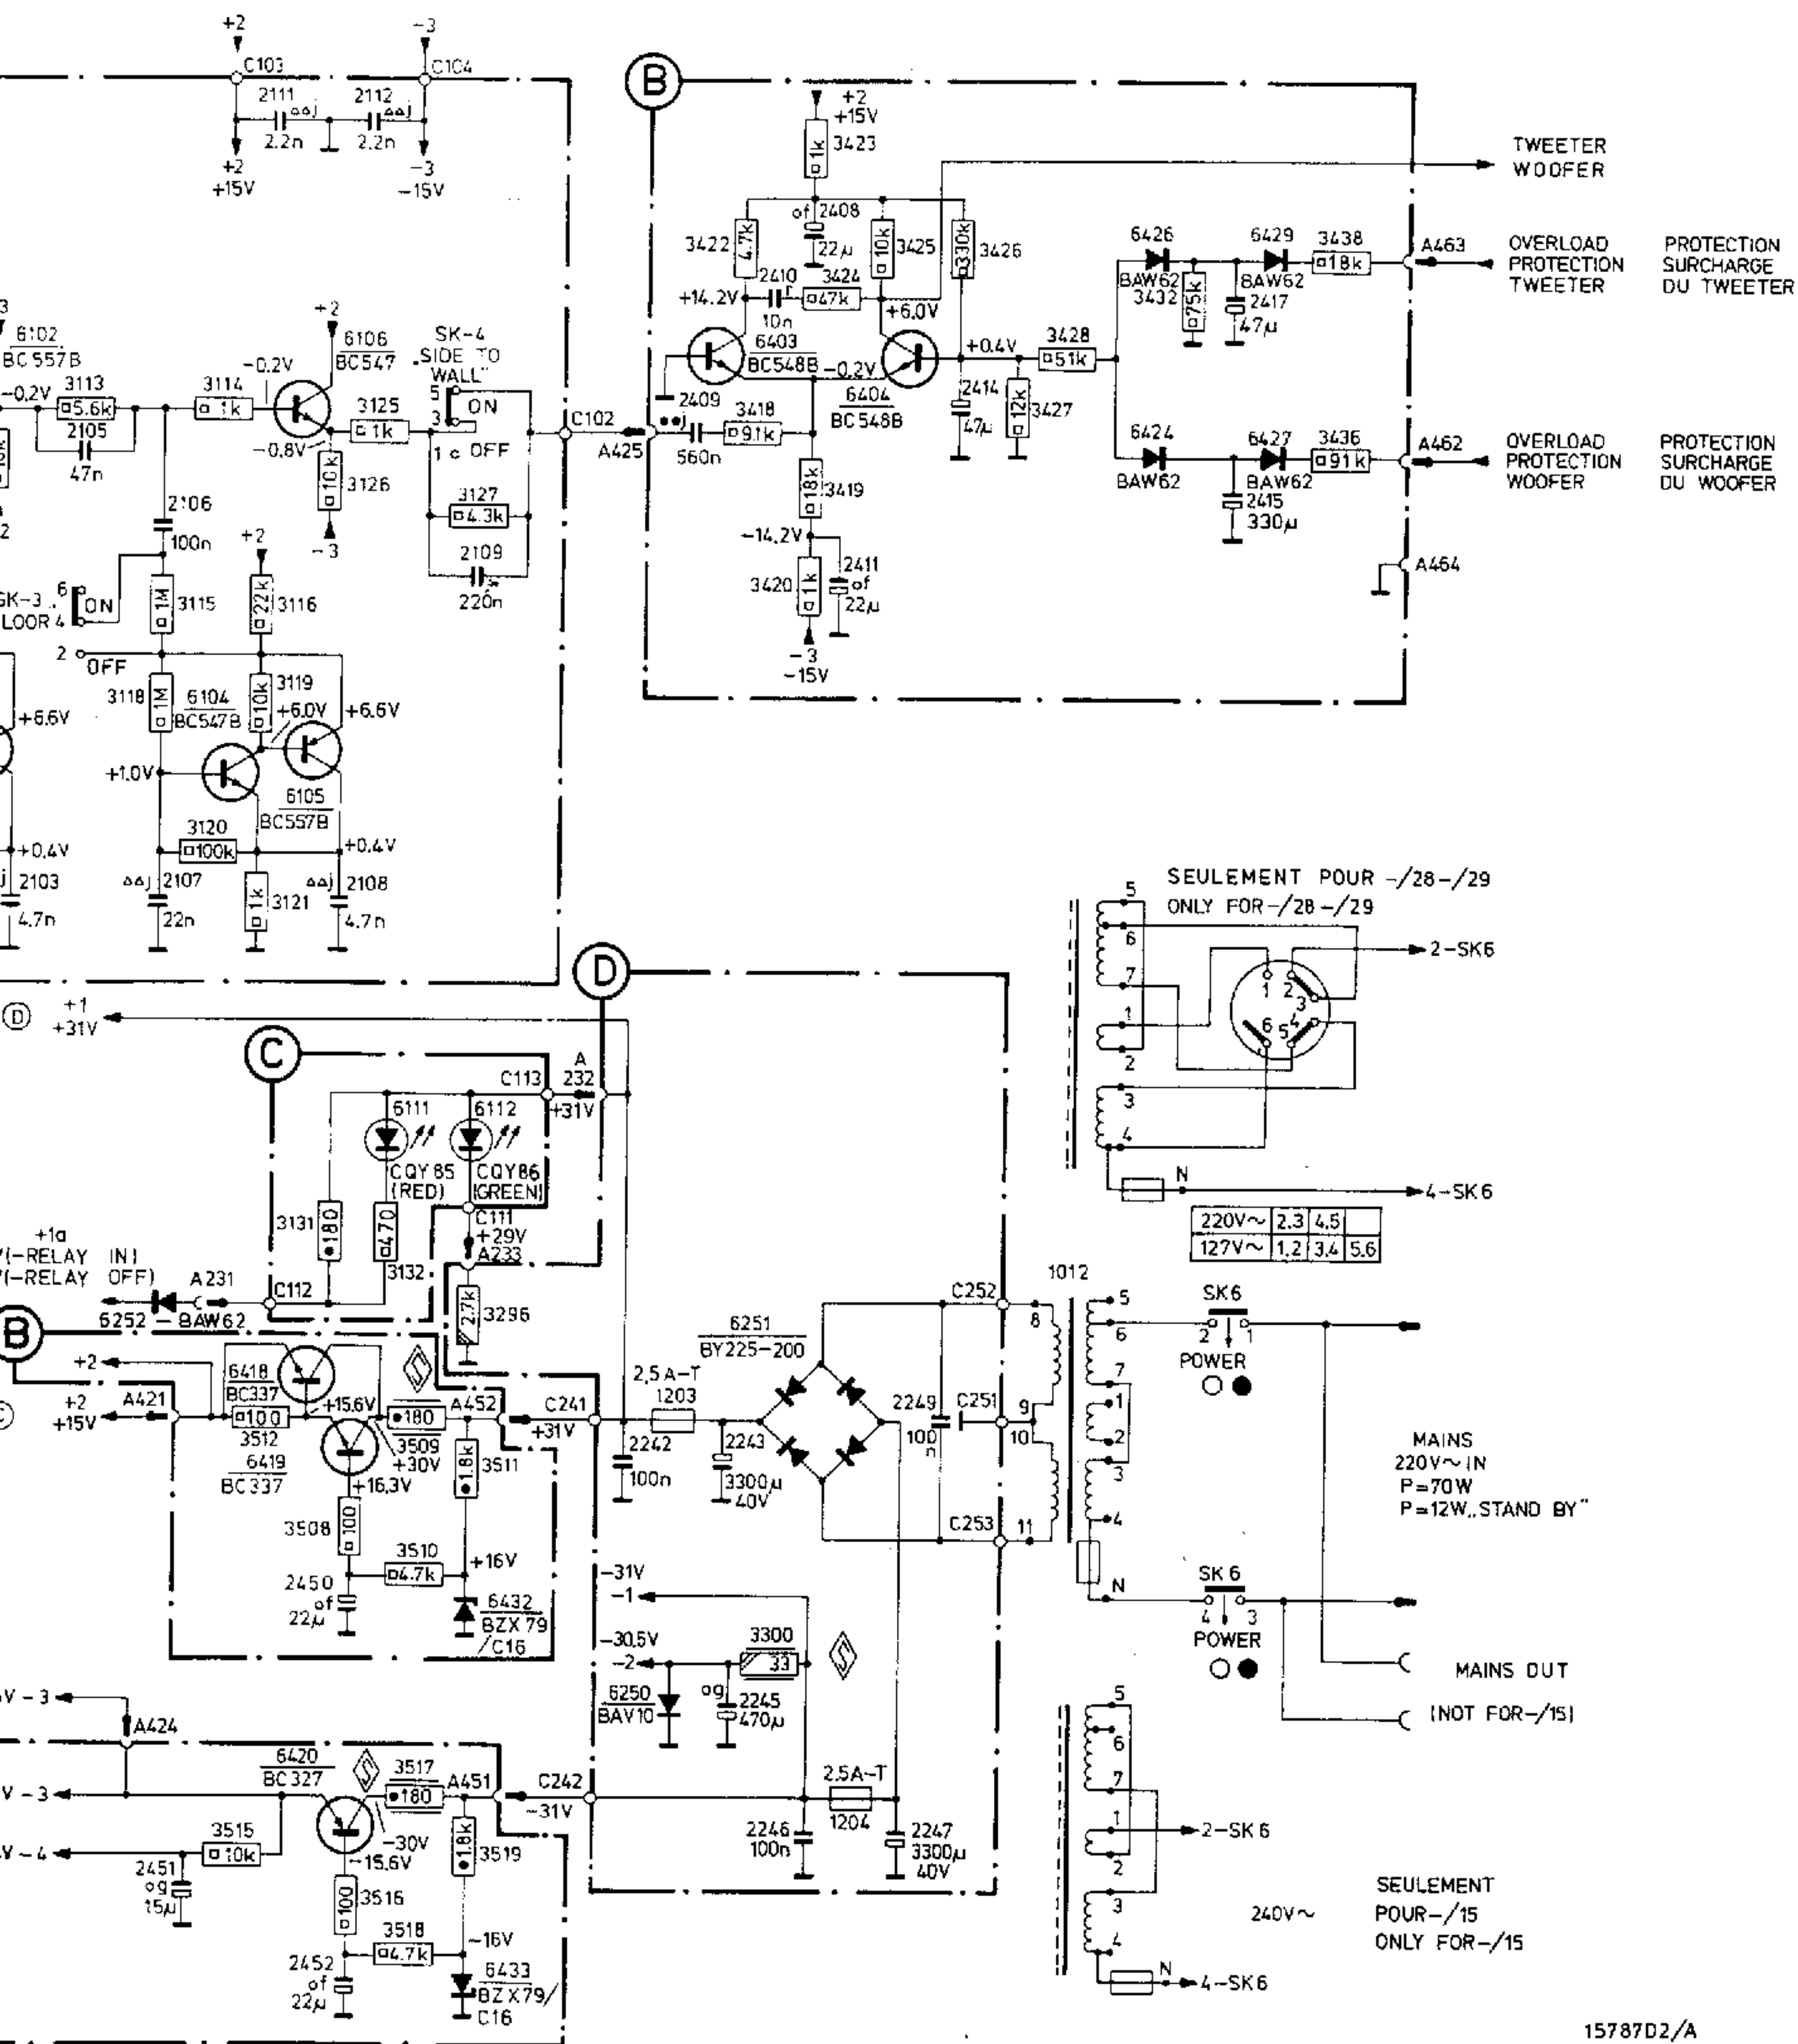 +2
-3
C103
C104
2111
ΔΔj
2112
ΔΔj
2.2n
2.2n
+2
+15V
-3
-15V
B
+2
+15V
1k
3423
TWEETER
WOOFER
3422
4.7k
of 2408
22µ
10k
3425
330k
3426
2410
3424
47k
+14.2V
10n
+6.0V
6426
BAW62
3432
75k
6429
BAW62
3438
18k
A463
2417
47µ
OVERLOAD
PROTECTION
TWEETER
PROTECTION
SURCHARGE
DU TWEETER
3
6102
BC557B
-0.2V
3113
5.6k
2105
47n
3114
1k
-0.2V
+2
6106
BC547
-0.8V
3125
1k
10k
3126
-3
SK-4
„SIDE TO
WALL"
5
3
ON
1
OFF
C102
A425
3127
4.3k
2109
220n
6403
BC548B
-0.2V
6404
BC548B
+0.4V
3428
51k
2414
47µ
12k
3427
2409
j
560n
3418
9.1k
18k
3419
-14.2V
2411
of
22µ
3420
1k
-3
-15V
6424
BAW62
6427
BAW62
3436
91k
A462
2415
330µ
A464
OVERLOAD
PROTECTION
WOOFER
PROTECTION
SURCHARGE
DU WOOFER
2
2106
100n
+2
SK-3„
LOOR
6
4
ON
2
OFF
1M
3115
22k
3116
3118
1M
6104
BC547B
10k
3119
+6.0V
+6.6V
+6.6V
+1.0V
6105
BC557B
3120
100k
+0.4V
+0.4V
j 2103
4.7n
ΔΔj 2107
22n
1k
3121
ΔΔj 2108
4.7n
D
SEULEMENT POUR -/28-/29
ONLY FOR-/28-/29
5
6
7
1
2
3
4
1
2
3
4
5
6
2-SK6
N
4-SK6
220V~ 2.3 4.5
127V~ 1.2 3.4 5.6
D
+1
+31V
C
C113
A
232
+31V
6111
CQY85
(RED)
6112
CQY86
(GREEN)
3131
180
470
3132
C111
+29V
A233
+1a
(-RELAY IN)
(-RELAY OFF)
A231
C112
6252 - BAW62
2.7k
3296
B
+2
6418
BC337
+15.6V
+2
+15V
A421
100
3512
6419
BC337
180
3509
+30V
A452
C241
+31V
+16.3V
1.8k
3511
3508
100
3510
4.7k
+16V
2450
of
22µ
6432
BZX79
/C16
2,5A-T
1203
2242
100n
2243
3300µ
40V
6251
BY225-200
2249
100
n
C252
C251
C253
8
9
10
11
1012
5
6
7
1
2
3
4
N
SK6
2
1
POWER
SK6
4
3
POWER
MAINS
220V~IN
P=70W
P=12W„STAND BY"
MAINS OUT
(NOT FOR-/15)
-31V
-1
-30.5V
-2
3300
33
6250
BAV10
og
2245
470µ
V-3
A424
6420
BC327
3517
180
A451
C242
-31V
2.5A-T
1204
V-3
-30V
-15.6V
1.8k
3519
V-4
3515
10k
2451
og
15µ
2246
100n
2247
3300µ
40V
100
3516
3518
4.7k
-16V
2452
of
22µ
6433
BZX79/
C16
5
6
7
1
2
3
4
2-SK6
N
4-SK6
240V~
SEULEMENT
POUR-/15
ONLY FOR-/15
15787D2/A